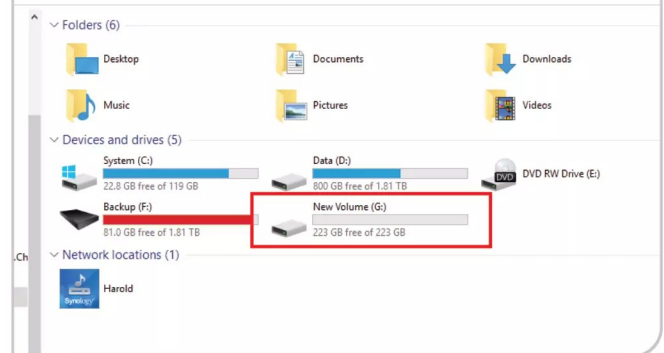 Folders (6)
Desktop
Documents
Downloads
Music
Pictures
Videos
Devices and drives (5)
System (C:)
22.8 GB free of 119 GB
Data (D:)
800 GB free of 1.81 TB
DVD
DVD RW Drive (E:)
Backup (F:)
81.0 GB free of 1.81 TB
New Volume (G:)
223 GB free of 223 GB
.Ch
Network locations (1)
Synology
Harold